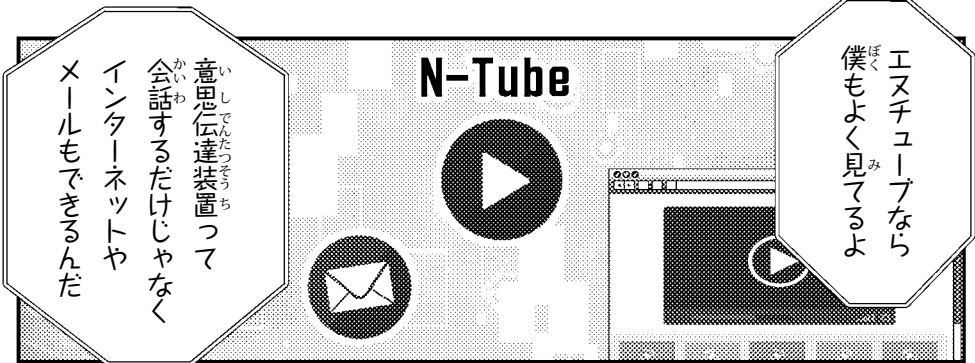 エヌチューブなら
僕もよく見てるよ
N-Tube
意思伝達装置って
会話するだけじゃなく
インターネットや
メールもできるんだ